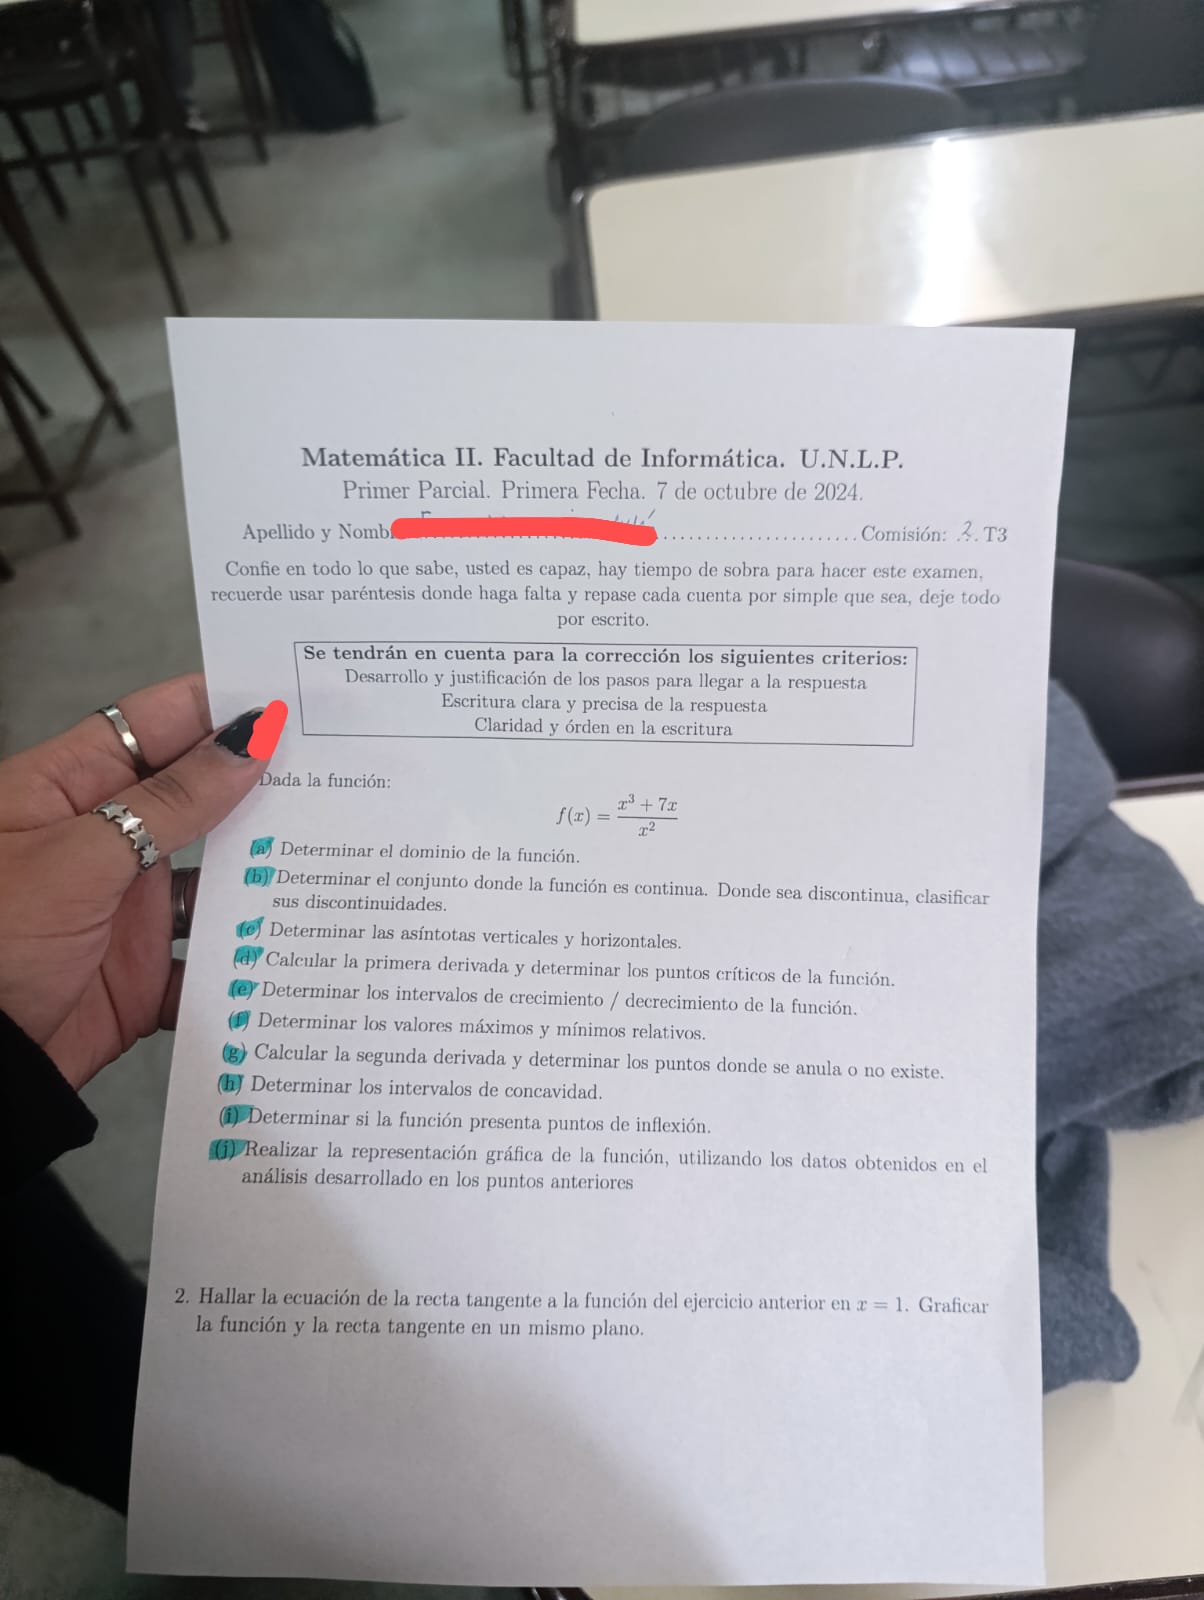 Matemática II. Facultad de Informática. U.N.L.P.
Primer Parcial. Primera Fecha. 7 de octubre de 2024.
Apellido y Nomb ........................ Comisión: .2. T3
Confie en todo lo que sabe, usted es capaz, hay tiempo de sobra para hacer este examen,
recuerde usar paréntesis donde haga falta y repase cada cuenta por simple que sea, deje todo
por escrito.
Se tendrán en cuenta para la corrección los siguientes criterios:
Desarrollo y justificación de los pasos para llegar a la respuesta
Escritura clara y precisa de la respuesta
Claridad y órden en la escritura
Dada la función:
f(x) = (x³ + 7x) / x²
(a) Determinar el dominio de la función.
(b) Determinar el conjunto donde la función es continua. Donde sea discontinua, clasificar
sus discontinuidades.
(c) Determinar las asíntotas verticales y horizontales.
(d) Calcular la primera derivada y determinar los puntos críticos de la función.
(e) Determinar los intervalos de crecimiento / decrecimiento de la función.
(f) Determinar los valores máximos y mínimos relativos.
(g) Calcular la segunda derivada y determinar los puntos donde se anula o no existe.
(h) Determinar los intervalos de concavidad.
(i) Determinar si la función presenta puntos de inflexión.
(j) Realizar la representación gráfica de la función, utilizando los datos obtenidos en el
análisis desarrollado en los puntos anteriores
2. Hallar la ecuación de la recta tangente a la función del ejercicio anterior en x = 1. Graficar
la función y la recta tangente en un mismo plano.